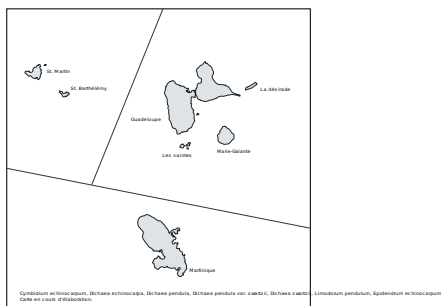 St. Martin
St. Barthélémy
La désirade
Guadeloupe
Les saintes
Marie-Galante
Martinique
Cymbidium echinocarpum, Dichaea echinocarpa, Dichaea pendula, Dichaea pendula var. swartzii, Dichaea swartzii, Limodorum pendulum, Epidendrum echinocarpum
Carte en cours d'élaboration.